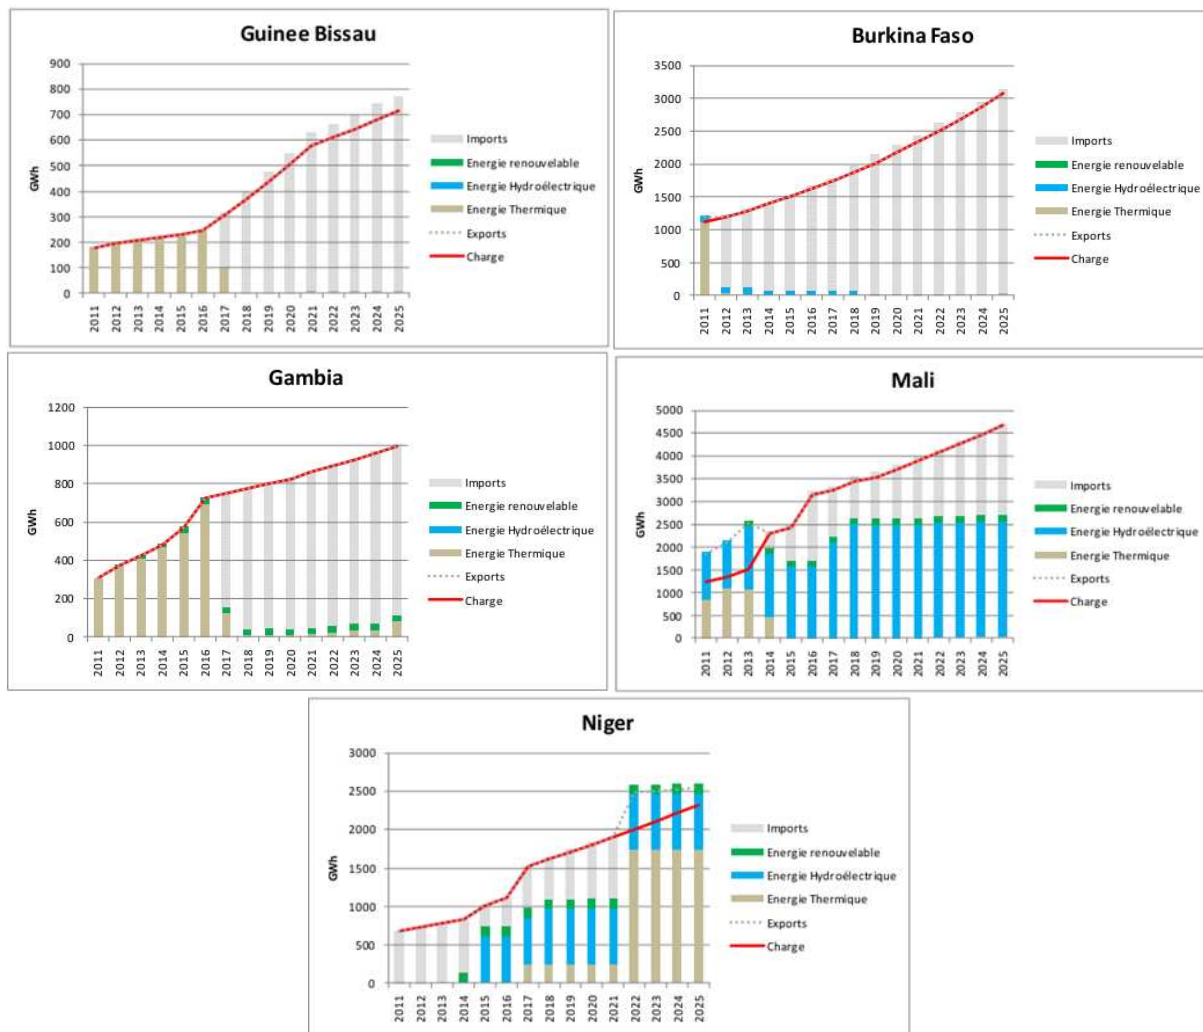 Guinee Bissau
900
800
700
600
500
400
300
200
100
0
GWh
2011
2012
2013
2014
2015
2016
2017
2018
2019
2020
2021
2022
2023
2024
2025
Imports
Energie renouvelable
Energie Hydroélectrique
Energie Thermique
Exports
Charge
Burkina Faso
3500
3000
2500
2000
1500
1000
500
0
GWh
2011
2012
2013
2014
2015
2016
2017
2018
2019
2020
2021
2022
2023
2024
2025
Imports
Energie renouvelable
Energie Hydroélectrique
Energie Thermique
Exports
Charge
Gambia
1200
1000
800
600
400
200
0
GWh
2011
2012
2013
2014
2015
2016
2017
2018
2019
2020
2021
2022
2023
2024
2025
Imports
Energie renouvelable
Energie Hydroélectrique
Energie Thermique
Exports
Charge
Mali
5000
4500
4000
3500
3000
2500
2000
1500
1000
500
0
GWh
2011
2012
2013
2014
2015
2016
2017
2018
2019
2020
2021
2022
2023
2024
2025
Imports
Energie renouvelable
Energie Hydroélectrique
Energie Thermique
Exports
Charge
Niger
3000
2500
2000
1500
1000
500
0
GWh
2011
2012
2013
2014
2015
2016
2017
2018
2019
2020
2021
2022
2023
2024
2025
Imports
Energie renouvelable
Energie Hydroélectrique
Energie Thermique
Exports
Charge